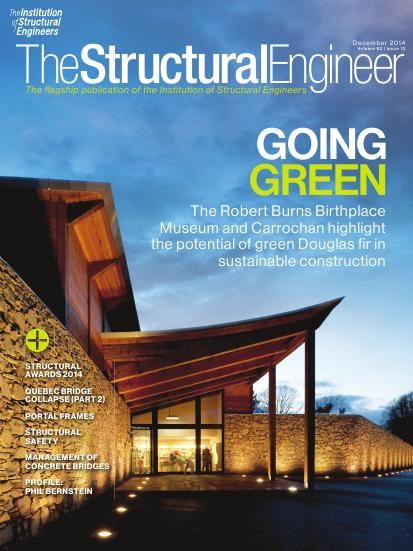 The Institution
of Structural
Engineers
December 2014
Volume 92 | Issue 12
TheStructuralEngineer
The flagship publication of the Institution of Structural Engineers
GOING
GREEN
The Robert Burns Birthplace
Museum and Carrochan highlight
the potential of green Douglas fir in
sustainable construction
+
STRUCTURAL
AWARDS 2014
QUEBEC BRIDGE
COLLAPSE (PART 2)
PORTAL FRAMES
STRUCTURAL
SAFETY
MANAGEMENT OF
CONCRETE BRIDGES
PROFILE:
PHIL BERNSTEIN